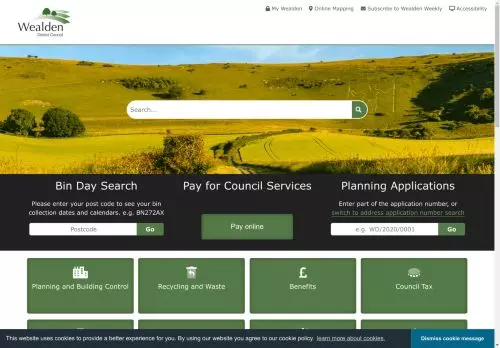 Wealden
District Council
My Wealden
Online Mapping
Subscribe to Wealden Weekly
Accessibility
Search...
Bin Day Search
Please enter your post code to see your bin
collection dates and calendars. e.g. BN272AX
Postcode
Go
Pay for Council Services
Pay online
Planning Applications
Enter part of the application number, or
switch to address application number search
e.g. WD/2020/0001
Go
Planning and Building Control
Recycling and Waste
Benefits
Council Tax
This website uses cookies to provide a better experience for you. By using our website you agree to our cookie policy
learn more about cookies.
Dismiss cookie message